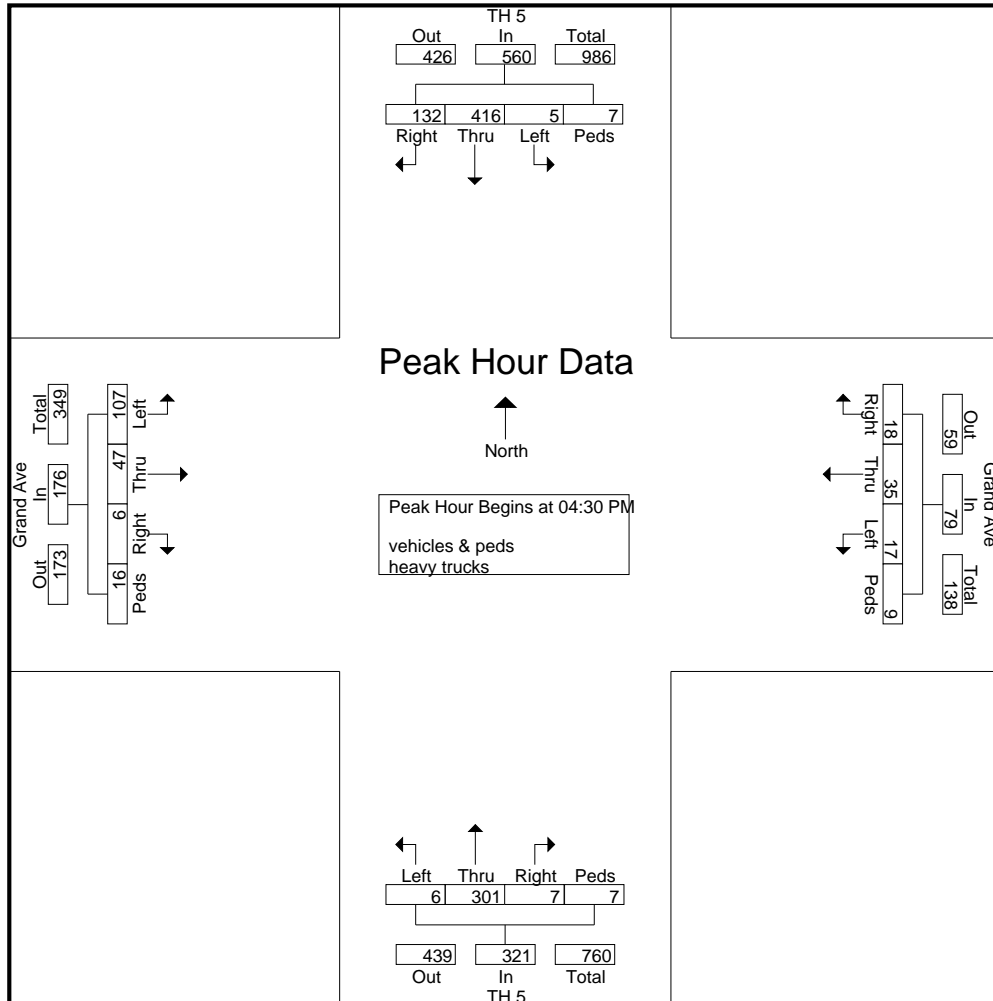 TH 5
Out In Total
426 560 986
132 416 5 7
Right Thru Left Peds
Peak Hour Data
North
Peak Hour Begins at 04:30 PM
vehicles & peds
heavy trucks
Grand Ave
Out In Total
173 176 349
16 6 47 107
Peds Right Thru Left
Grand Ave
Out In Total
59 79 138
18 35 17 9
Right Thru Left Peds
Left Thru Right Peds
6 301 7 7
439 321 760
Out In Total
TH 5